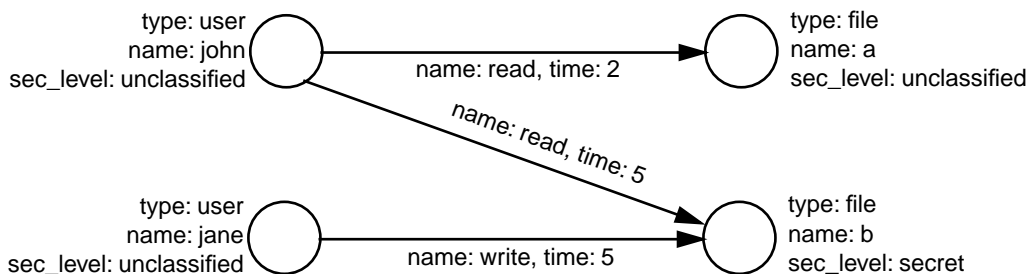 type: user
name: john
sec_level: unclassified
name: read, time: 2
type: file
name: a
sec_level: unclassified
name: read, time: 5
type: user
name: jane
sec_level: unclassified
name: write, time: 5
type: file
name: b
sec_level: secret